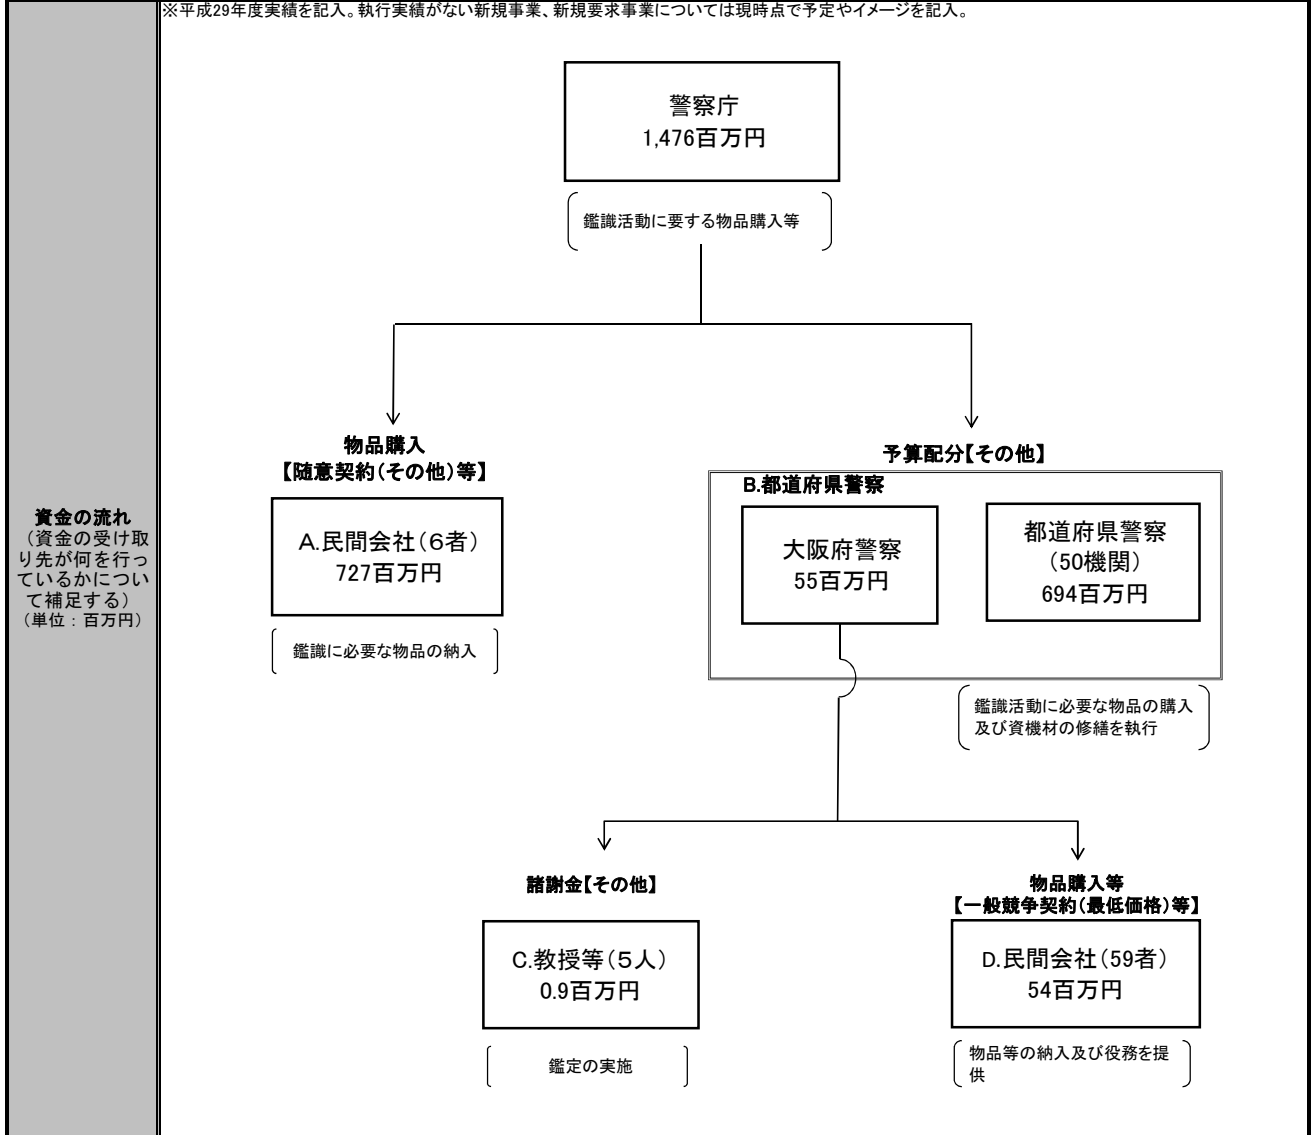 ※平成29年度実績を記入。執行実績がない新規事業、新規要求事業については現時点で予定やイメージを記入。
警察庁
1,476百万円
鑑識活動に要する物品購入等
物品購入
【随意契約(その他)等】
A.民間会社(6者)
727百万円
鑑識に必要な物品の納入
予算配分【その他】
B.都道府県警察
大阪府警察
55百万円
都道府県警察
(50機関)
694百万円
鑑識活動に必要な物品の購入
及び資機材の修繕を執行
資金の流れ
(資金の受け取
り先が何を行っ
ているかについ
て補足する)
(単位:百万円)
諸謝金【その他】
C.教授等(5人)
0.9百万円
鑑定の実施
物品購入等
【一般競争契約(最低価格)等】
D.民間会社(59者)
54百万円
物品等の納入及び役務を提
供